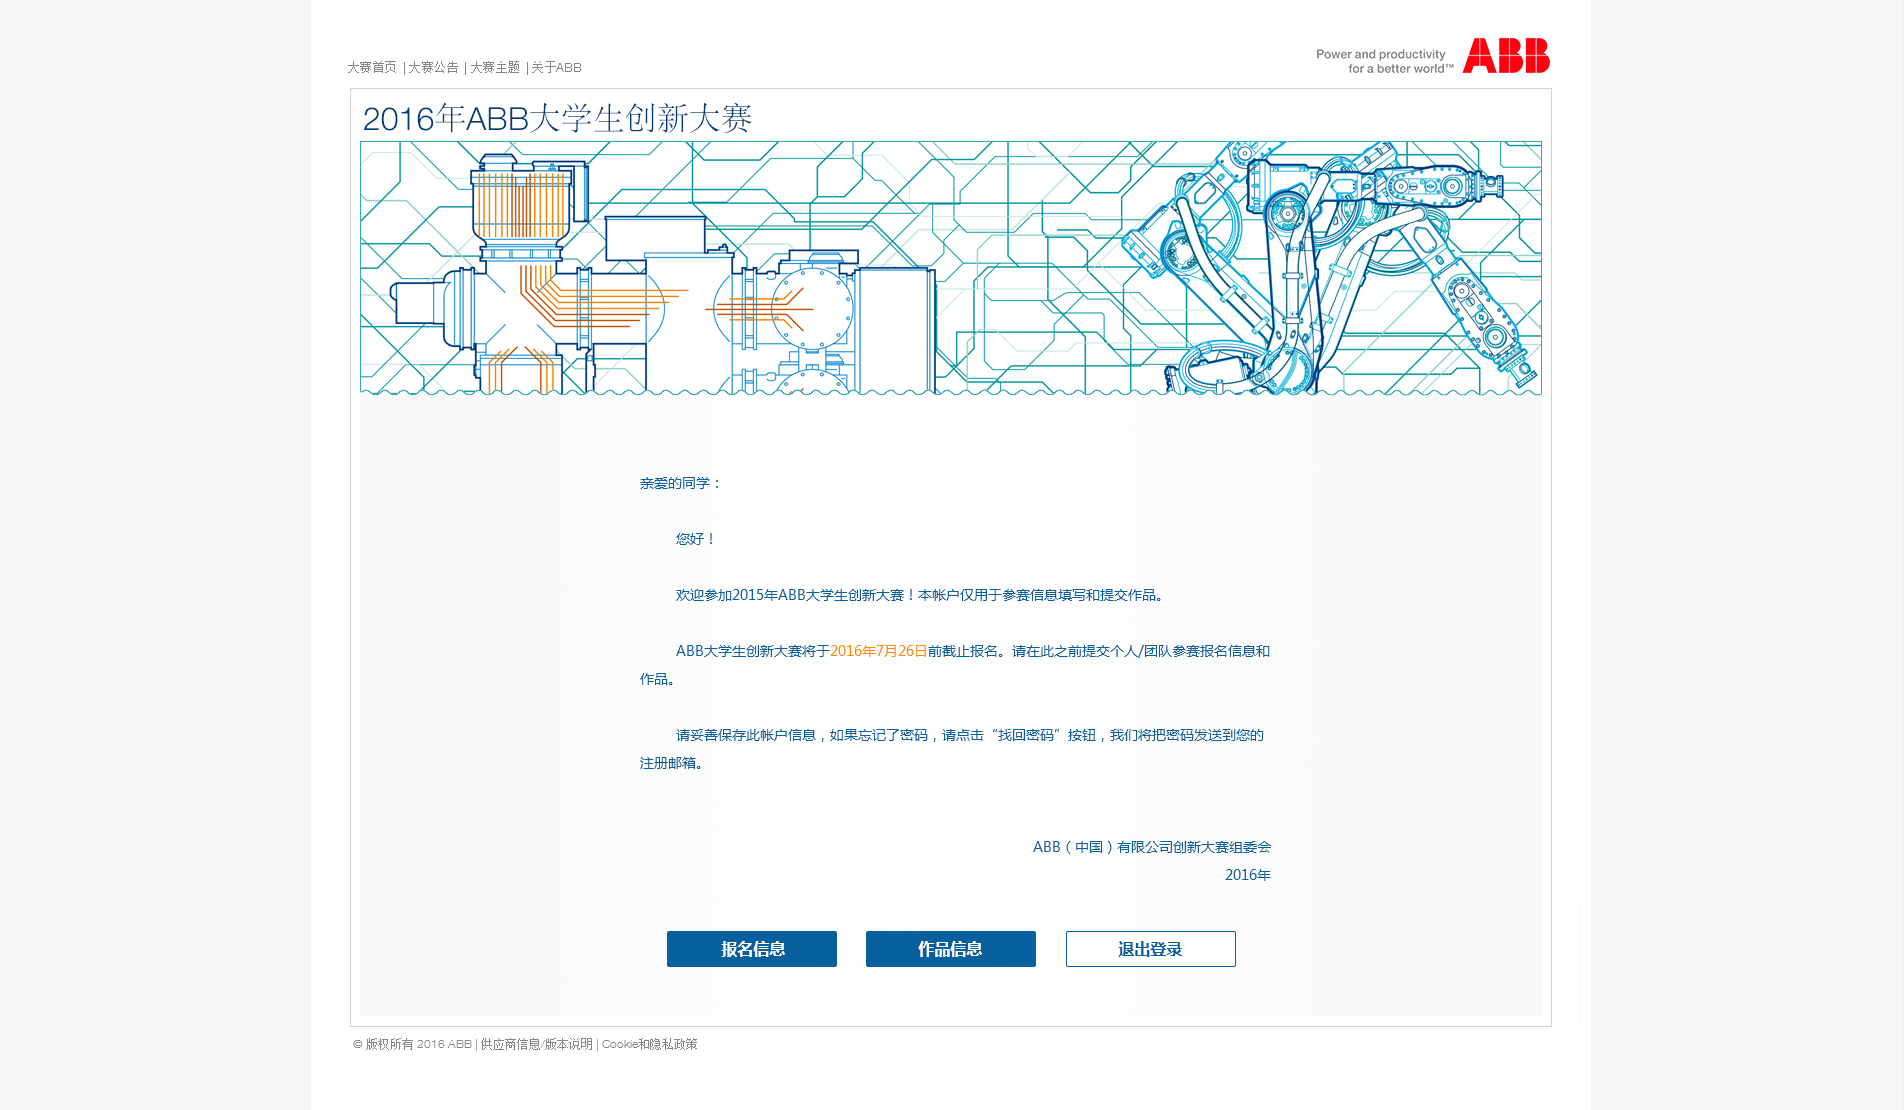 大赛首页 | 大赛公告 | 大赛主题 | 关于ABB
Power and productivity
for a better world™
ABB
2016年ABB大学生创新大赛
亲爱的同学：
您好！
欢迎参加2015年ABB大学生创新大赛！本帐户仅用于参赛信息填写和提交作品。
ABB大学生创新大赛将于2016年7月26日前截止报名。请在此之前提交个人/团队参赛报名信息和
作品。
请妥善保存此帐户信息，如果忘记了密码，请点击“找回密码”按钮，我们将把密码发送到您的
注册邮箱。
ABB（中国）有限公司创新大赛组委会
2016年
报名信息 作品信息 退出登录
© 版权所有 2016 ABB | 供应商信息/版本说明 | Cookie和隐私政策